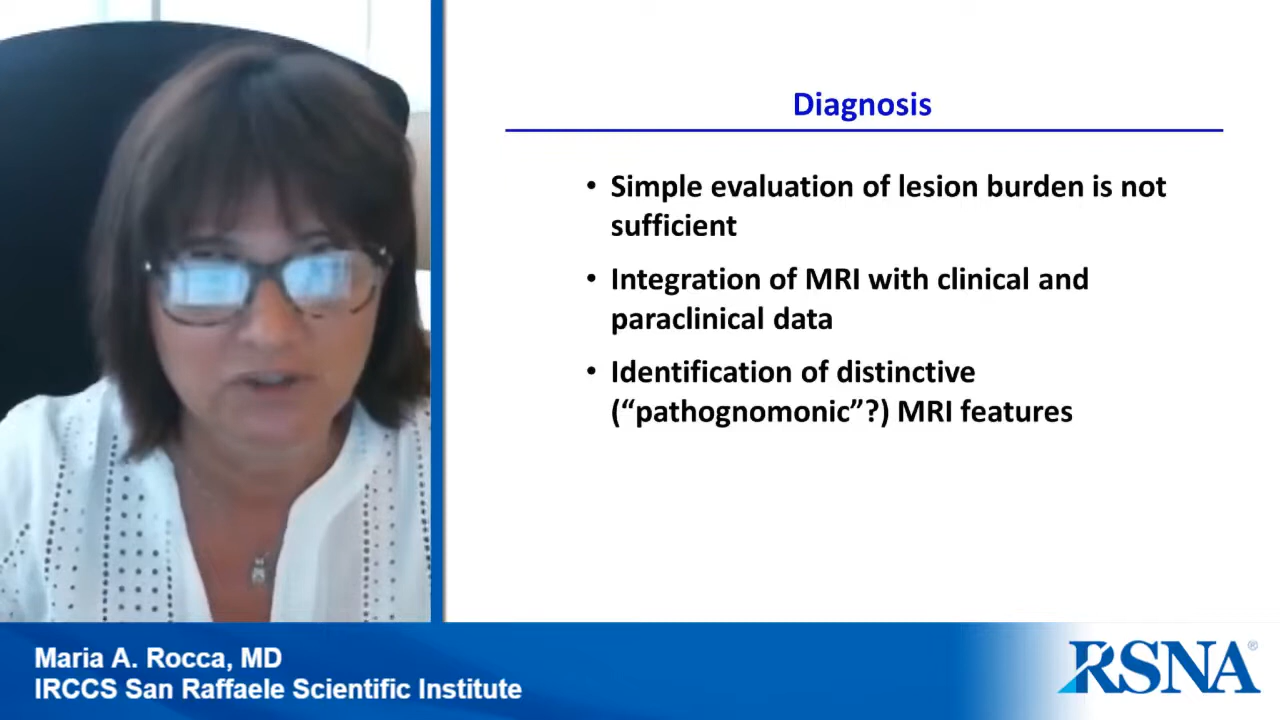 Diagnosis
• Simple evaluation of lesion burden is not
sufficient
• Integration of MRI with clinical and
paraclinical data
• Identification of distinctive
(“pathognomonic”?) MRI features
Maria A. Rocca, MD
IRCCS San Raffaele Scientific Institute
RSNA®